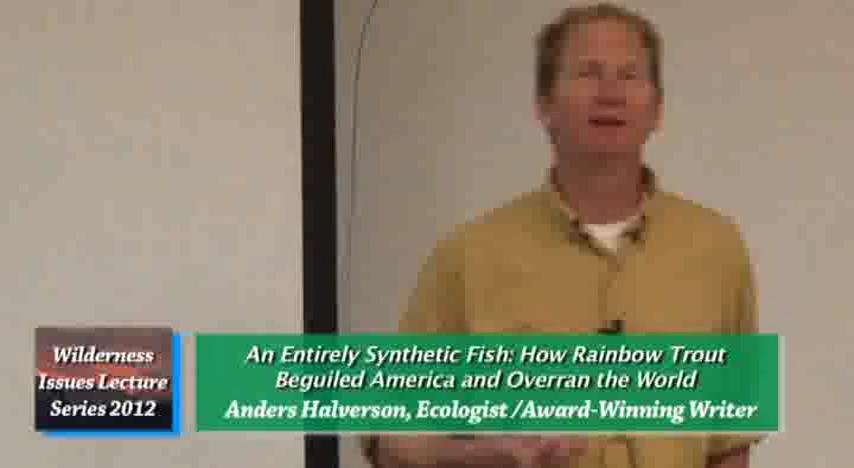 Wilderness
Issues Lecture
Series 2012
An Entirely Synthetic Fish: How Rainbow Trout
Beguiled America and Overran the World
Anders Halverson, Ecologist /Award-Winning Writer